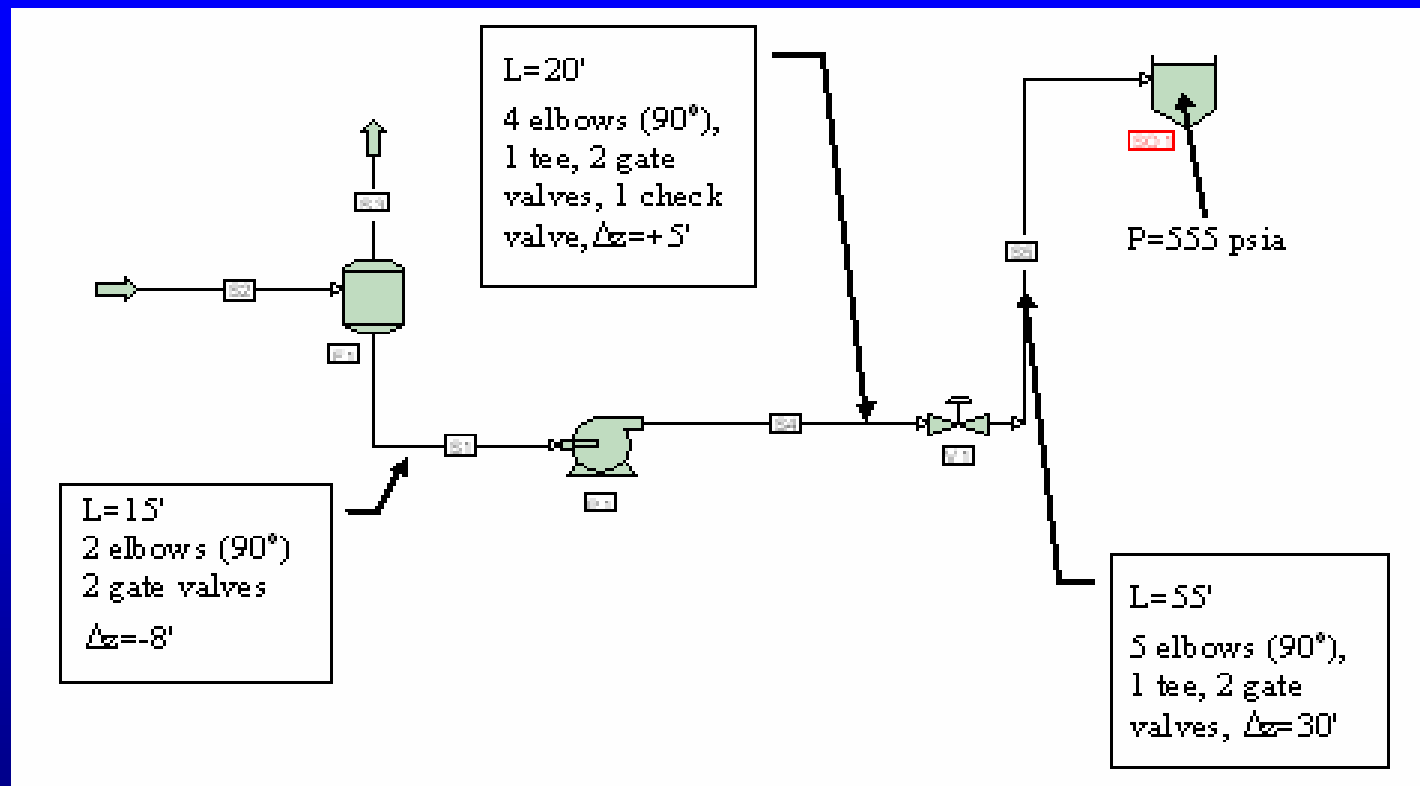 L=20'
4 elbows (90°),
1 tee, 2 gate
valves, 1 check
valve, Δz=+5'
P=555 psia
L=15'
2 elbows (90°)
2 gate valves
Δz=-8'
L=55'
5 elbows (90°),
1 tee, 2 gate
valves, Δz=30'